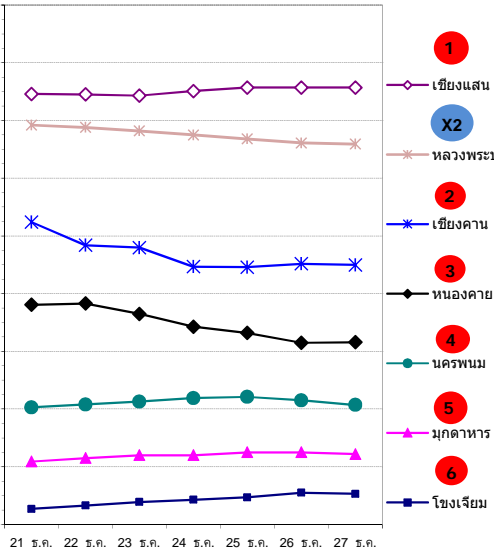 1
เชียงแสน
X2
หลวงพระบ
2
เชียงคาน
3
หนองคาย
4
นครพนม
5
มุกดาหาร
6
โขงเจียม
21 ธ.ค. 22 ธ.ค. 23 ธ.ค. 24 ธ.ค. 25 ธ.ค. 26 ธ.ค. 27 ธ.ค.